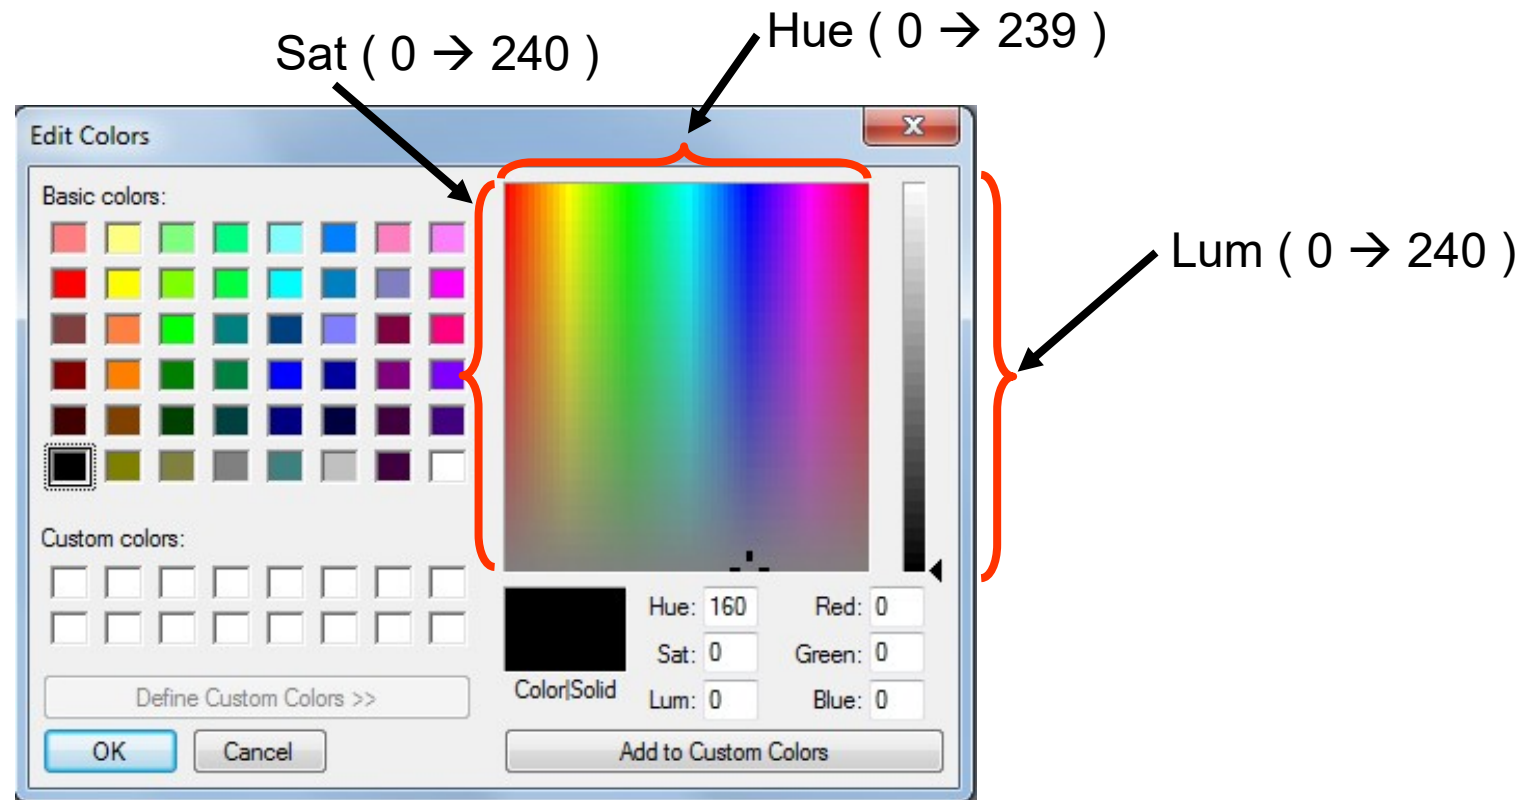 Hue ( 0 → 239 )
Sat ( 0 → 240 )
Edit Colors
Basic colors:
Lum ( 0 → 240 )
Custom colors:
Hue: 160 Red: 0
Sat: 0 Green: 0
Color|Solid
Lum: 0 Blue: 0
Define Custom Colors >>
OK Cancel Add to Custom Colors